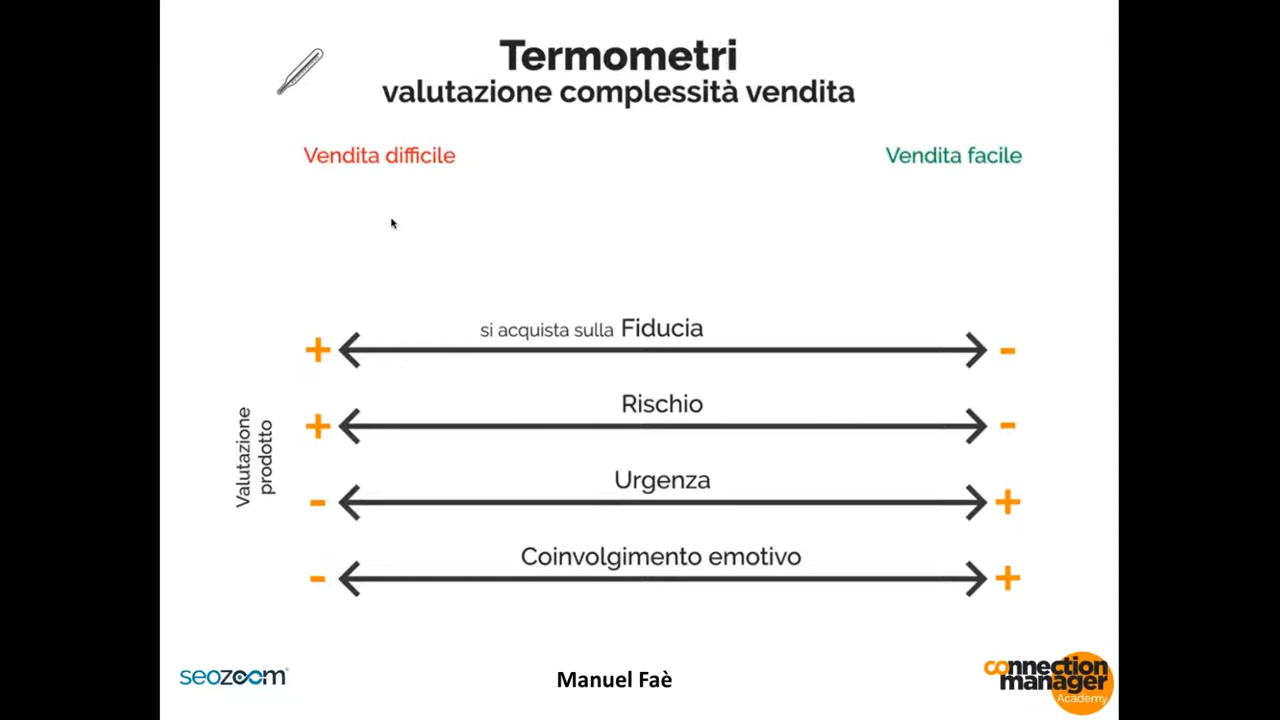 Termometri
valutazione complessità vendita
Vendita difficile
Vendita facile
si acquista sulla Fiducia
+ -
Rischio
+ -
Valutazione
prodotto
Urgenza
- +
Coinvolgimento emotivo
- +
seozoom®
Manuel Faè
connection
manager
Academy